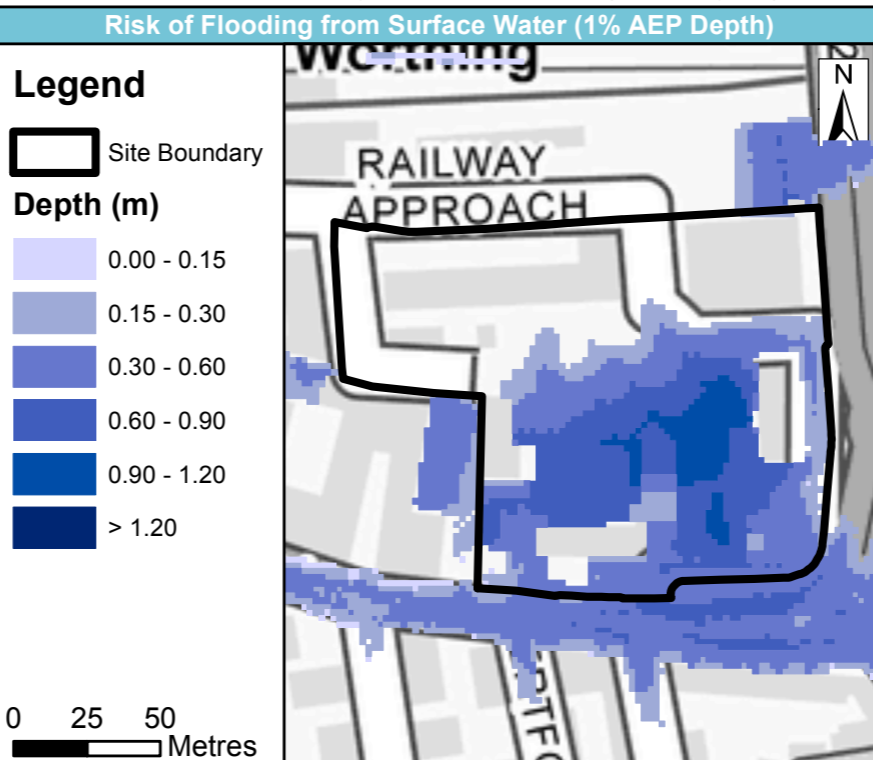 Risk of Flooding from Surface Water (1% AEP Depth)
Legend
Site Boundary
Depth (m)
0.00 - 0.15
0.15 - 0.30
0.30 - 0.60
0.60 - 0.90
0.90 - 1.20
> 1.20
0 25 50
Metres
Worthing
N
RAILWAY
APPROACH